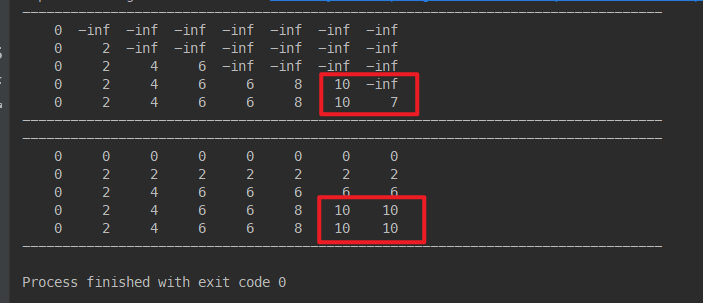 0 −inf −inf −inf −inf −inf −inf −inf
0 2 −inf −inf −inf −inf −inf −inf
0 2 4 6 −inf −inf −inf −inf
0 2 4 6 6 8 10 −inf
0 2 4 6 6 8 10 7
0 0 0 0 0 0 0 0
0 2 2 2 2 2 2 2
0 2 4 6 6 6 6 6
0 2 4 6 6 8 10 10
0 2 4 6 6 8 10 10
Process finished with exit code 0